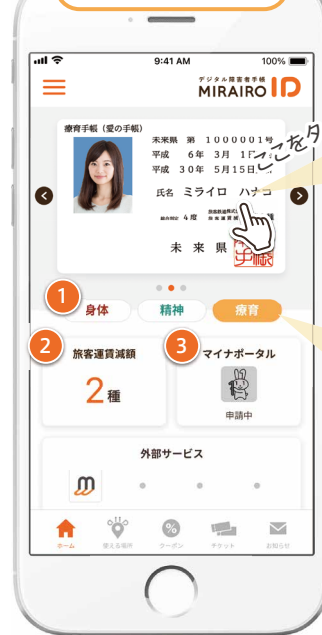 9:41 AM
100%
デジタル障害者手帳
MIRAIRO ID
療育手帳(愛の手帳)
未来県 第 1000001号
平成 6年 3月 1
平成 30年 5月15日
ここをタ
氏名 ミライロ ハナコ
総合判定 4度
未来県
1
身体
精神
療育
2
旅客運賃減額
2種
3
マイナポータル
申請中
外部サービス
m
ホーム
使える場所
クーポン
チケット
お知らせ